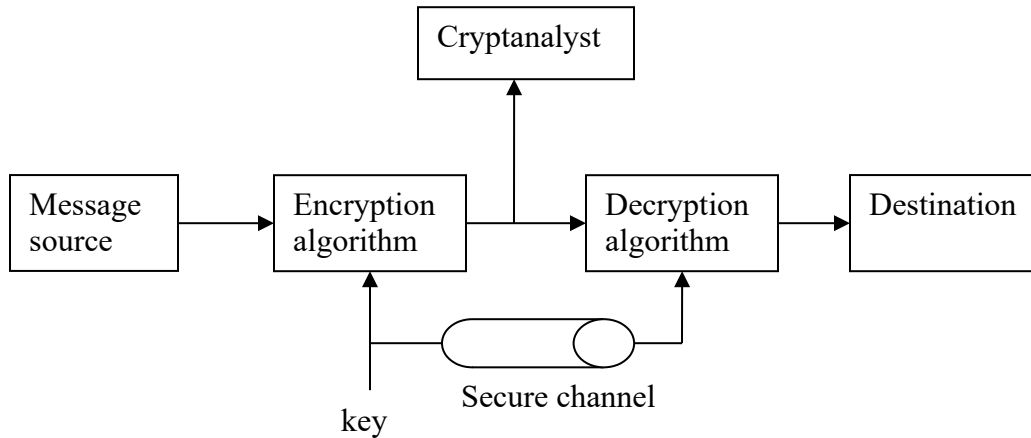 Cryptanalyst
Message
source
Encryption
algorithm
Decryption
algorithm
Destination
Secure channel
key